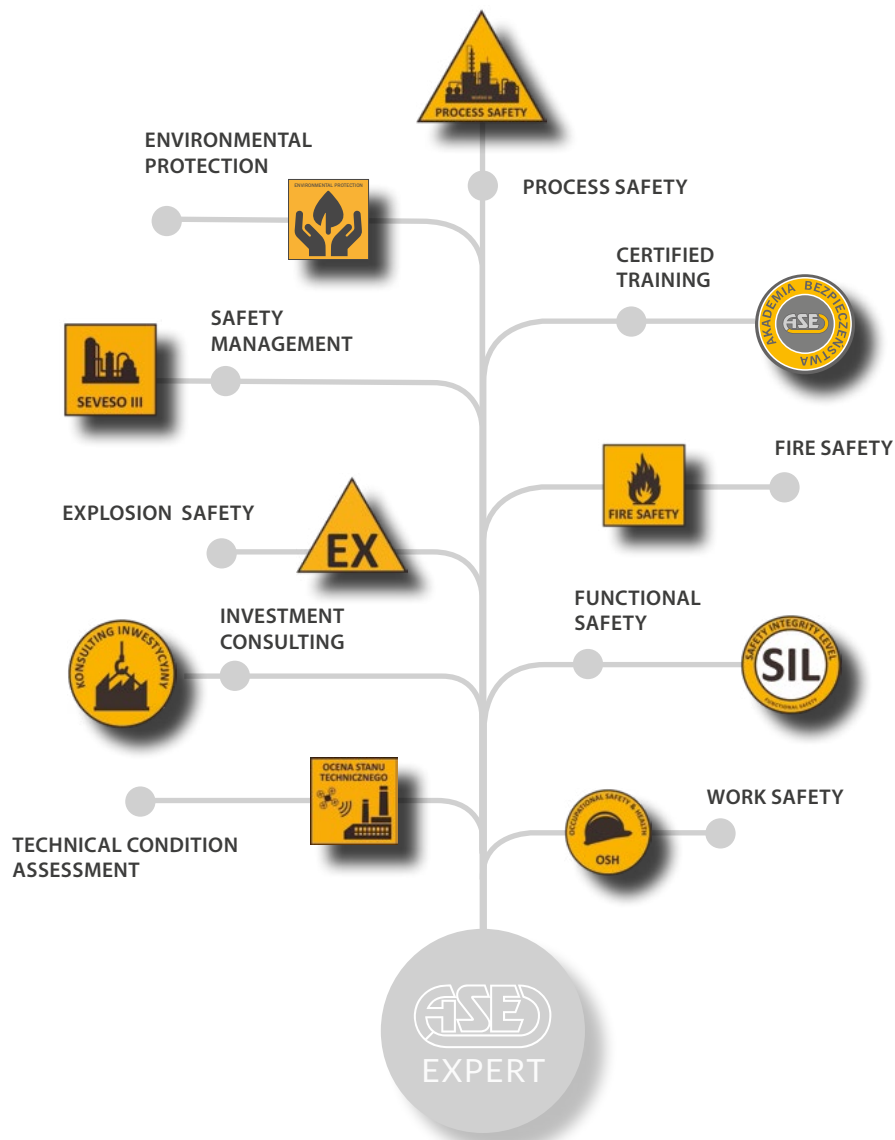 SEVESO III
PROCESS SAFETY
ENVIRONMENTAL
PROTECTION
ENVIRONMENTAL PROTECTION
PROCESS SAFETY
CERTIFIED
TRAINING
AKADEMIA BEZPIECZEŃSTWA
ASE
SAFETY
MANAGEMENT
SEVESO III
FIRE SAFETY
FIRE SAFETY
EXPLOSION SAFETY
EX
FUNCTIONAL
SAFETY
SAFETY INTEGRITY LEVEL
SIL
FUNCTIONAL SAFETY
INVESTMENT
CONSULTING
KONSULTING INWESTYCYJNY
OCENA STANU
TECHNICZNEGO
WORK SAFETY
OCCUPATIONAL SAFETY & HEALTH
OSH
TECHNICAL CONDITION
ASSESSMENT
ASE
EXPERT